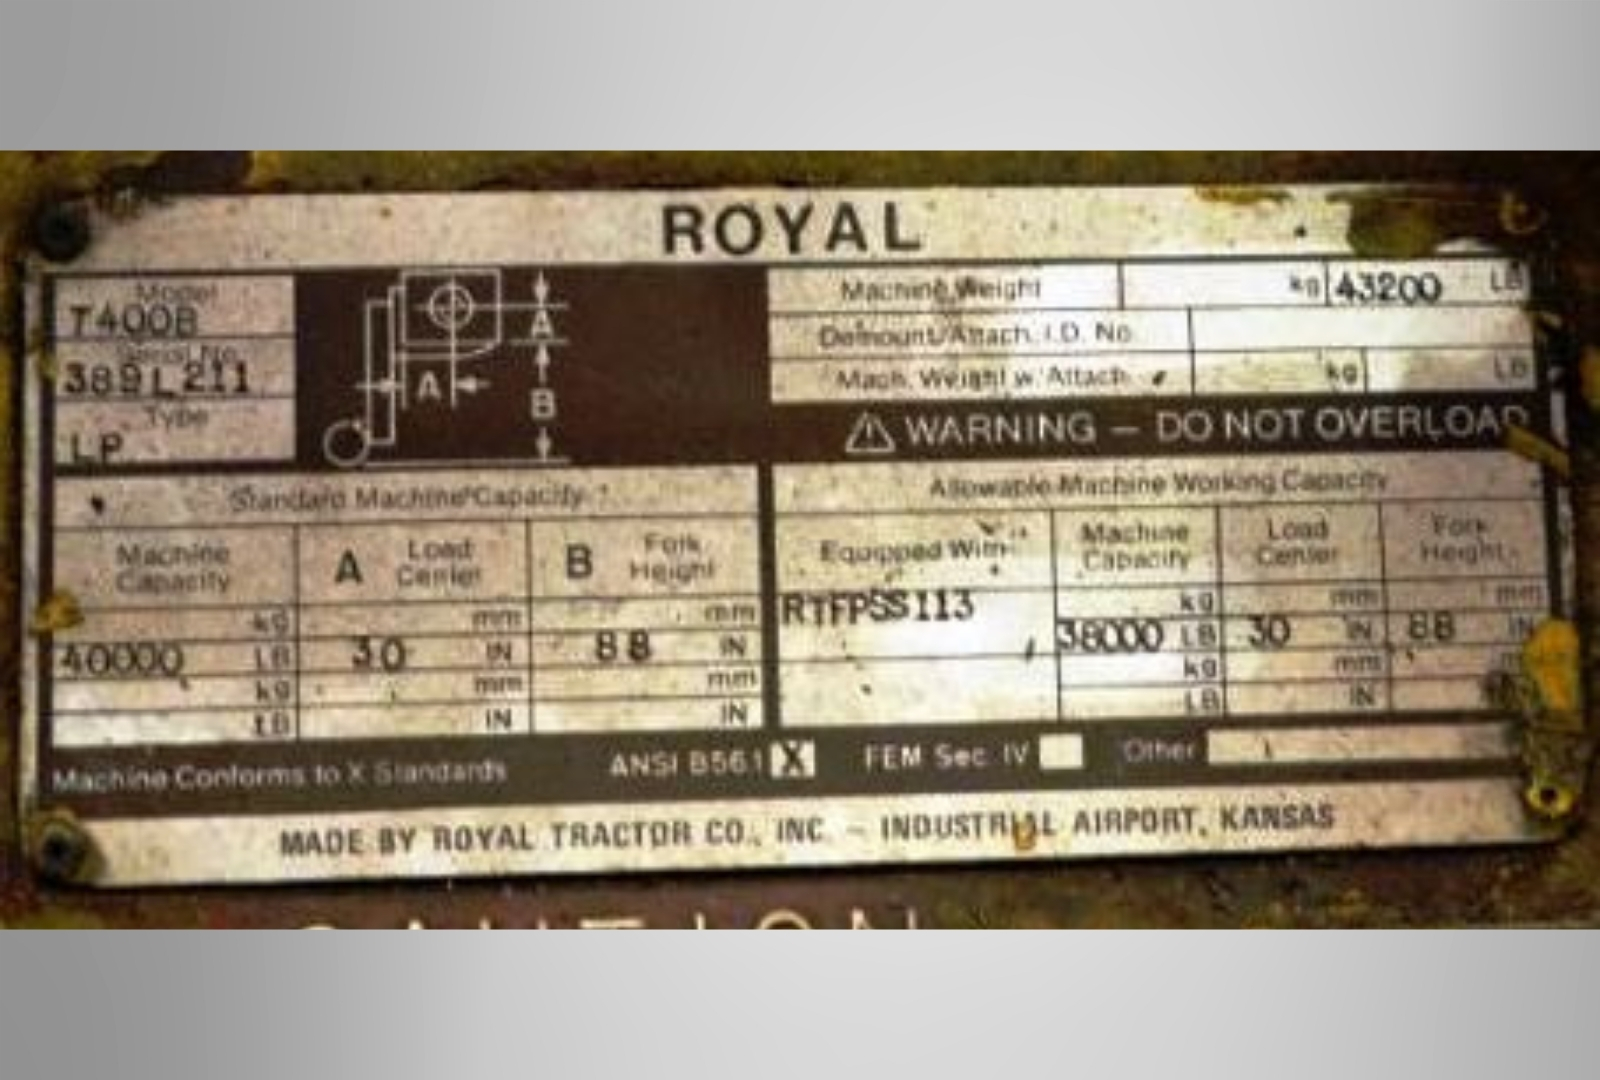 ROYAL
Model
T400B
Serial No.
389L211
Type
LP
A
A
B
Machine Weight kg 43200 LB
Demount/Attach. I.D. No.
Mach. Weight w. Attach. kg LB
⚠ WARNING – DO NOT OVERLOAD
Standard Machine Capacity
Machine Capacity A Load Center B Fork Height
kg mm mm
40000 LB 30 IN 88 IN
kg mm mm
LB IN IN
Allowable Machine Working Capacity
Equipped With Machine Capacity Load Center Fork Height
RTFPSS113 kg mm mm
38000 LB 30 IN 88 IN
kg mm m
LB IN
Machine Conforms to X Standards ANSI B56.1 X FEM Sec. IV Other
MADE BY ROYAL TRACTOR CO., INC. – INDUSTRIAL AIRPORT, KANSAS
CAUTION